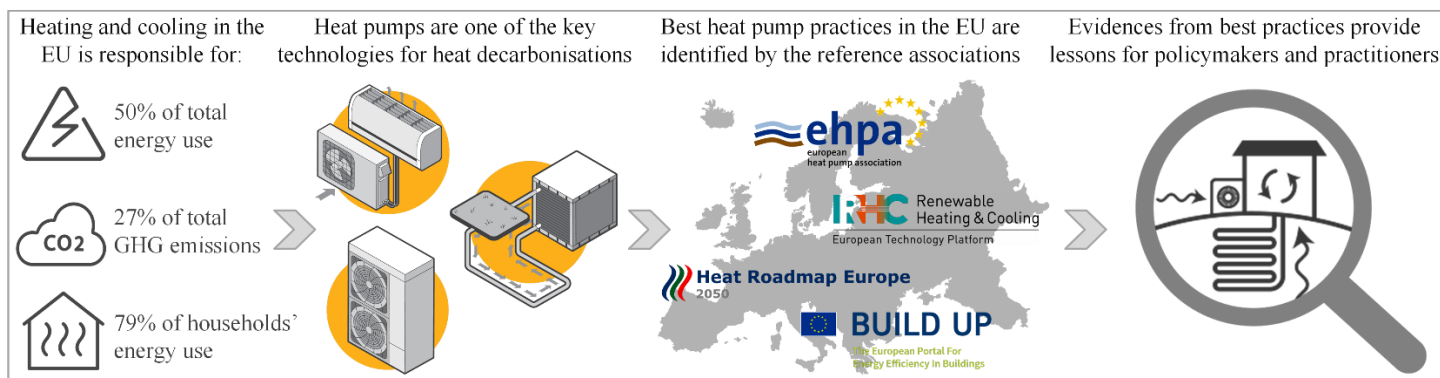 Heating and cooling in the
EU is responsible for:
50% of total
energy use
CO2
27% of total
GHG emissions
79% of households’
energy use
Heat pumps are one of the key
technologies for heat decarbonisations
Best heat pump practices in the EU are
identified by the reference associations
ehpa
european
heat pump association
RHC
Renewable
Heating & Cooling
European Technology Platform
Heat Roadmap Europe
2050
BUILD UP
The European Portal For
Energy Efficiency In Buildings
Evidences from best practices provide
lessons for policymakers and practitioners